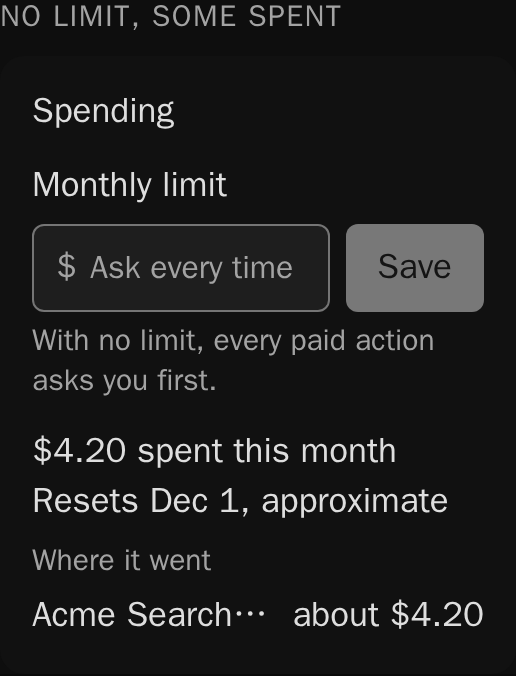 NO LIMIT, SOME SPENT
Spending
Monthly limit
$ Ask every time Save
With no limit, every paid action
asks you first.
$4.20 spent this month
Resets Dec 1, approximate
Where it went
Acme Search⋯ about $4.20